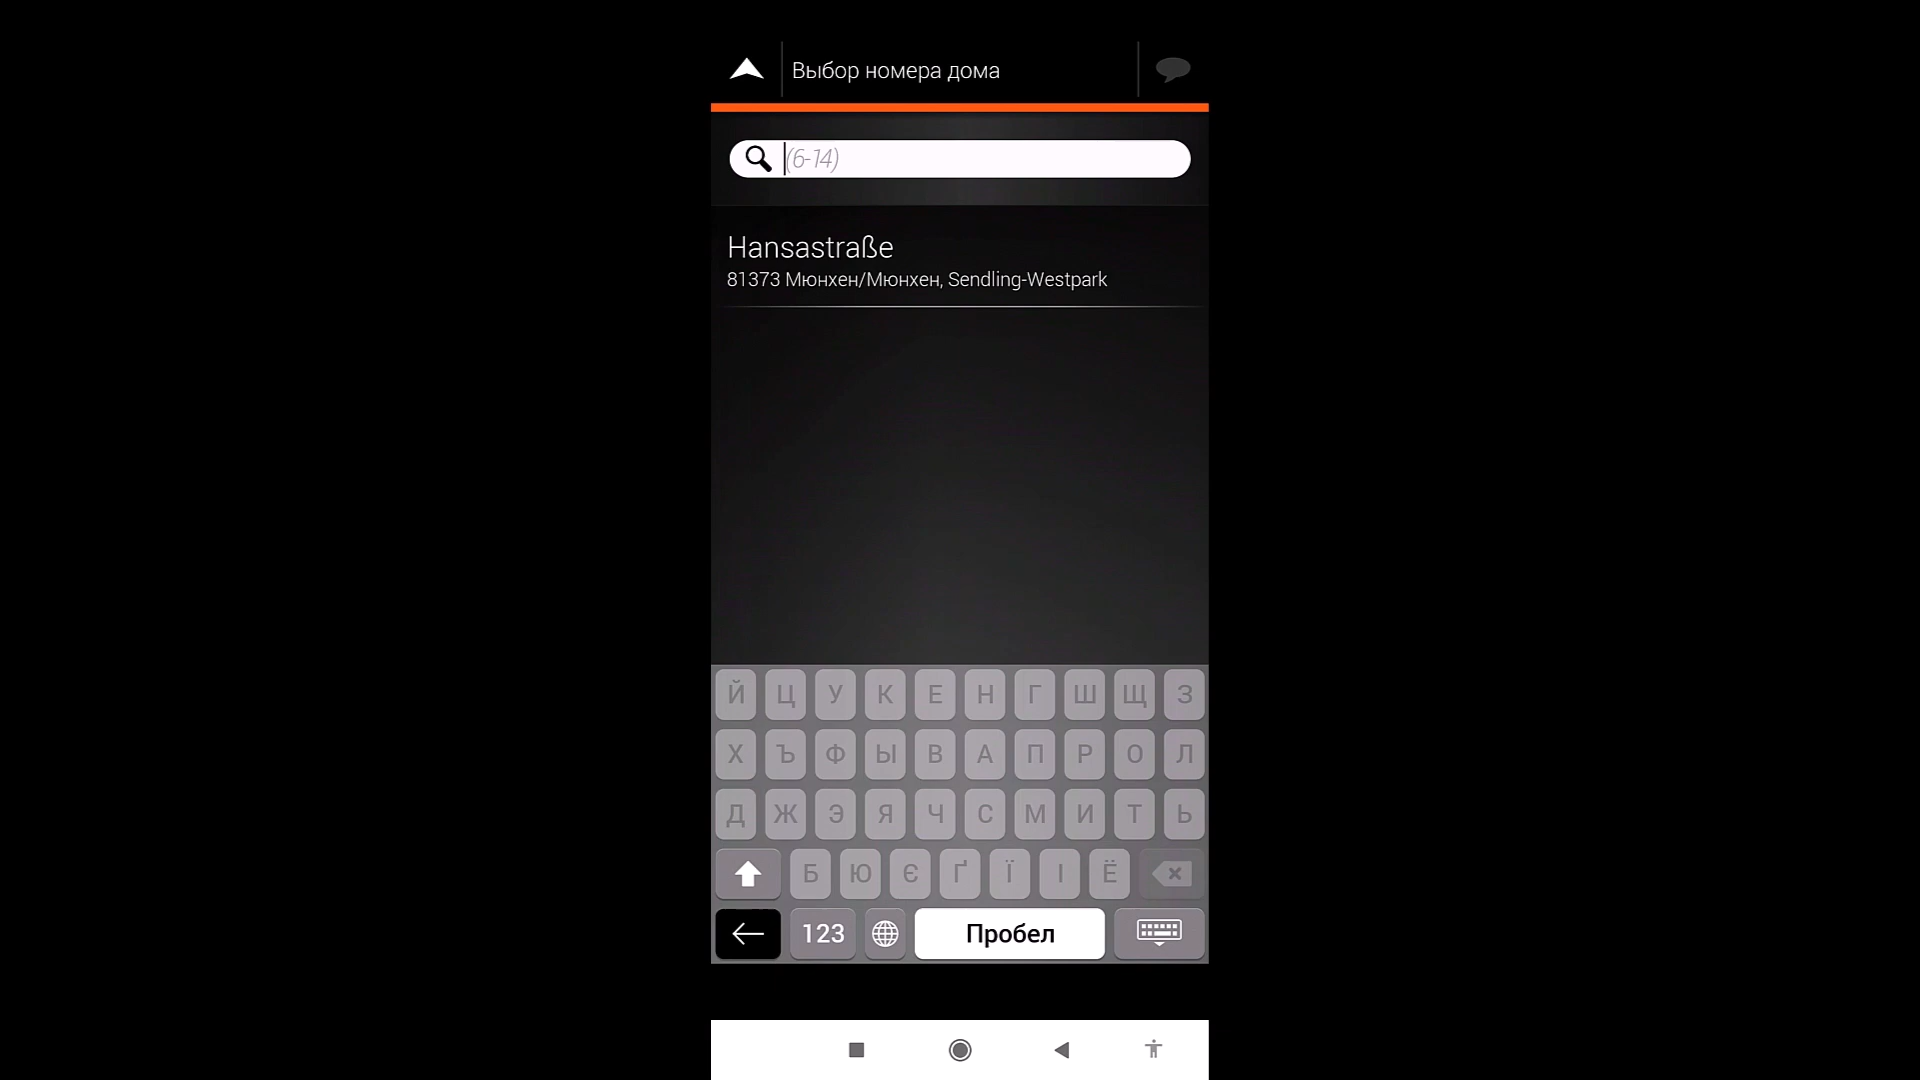 Выбор номера дома
(6-14)
Hansastraße
81373 Мюнхен/Мюнхен, Sendling-Westpark
Й Ц У К Е Н Г Ш Щ З
Х Ъ Ф Ы В А П Р О Л
Д Ж Э Я Ч С М И Т Ь
Б Ю Є Ґ Ї І Ё
123 Пробел